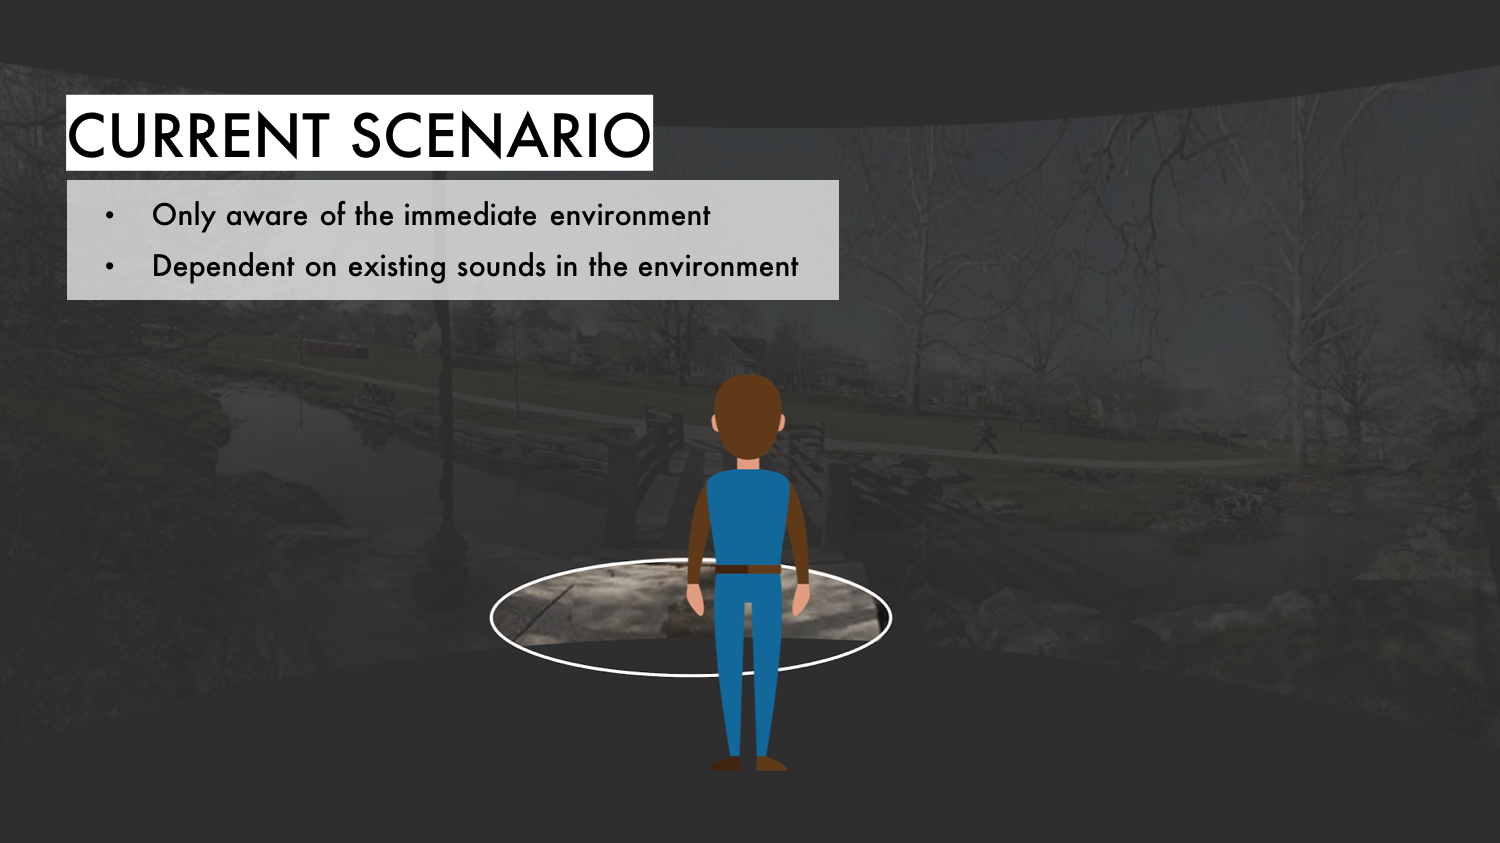 CURRENT SCENARIO
• Only aware of the immediate environment
• Dependent on existing sounds in the environment